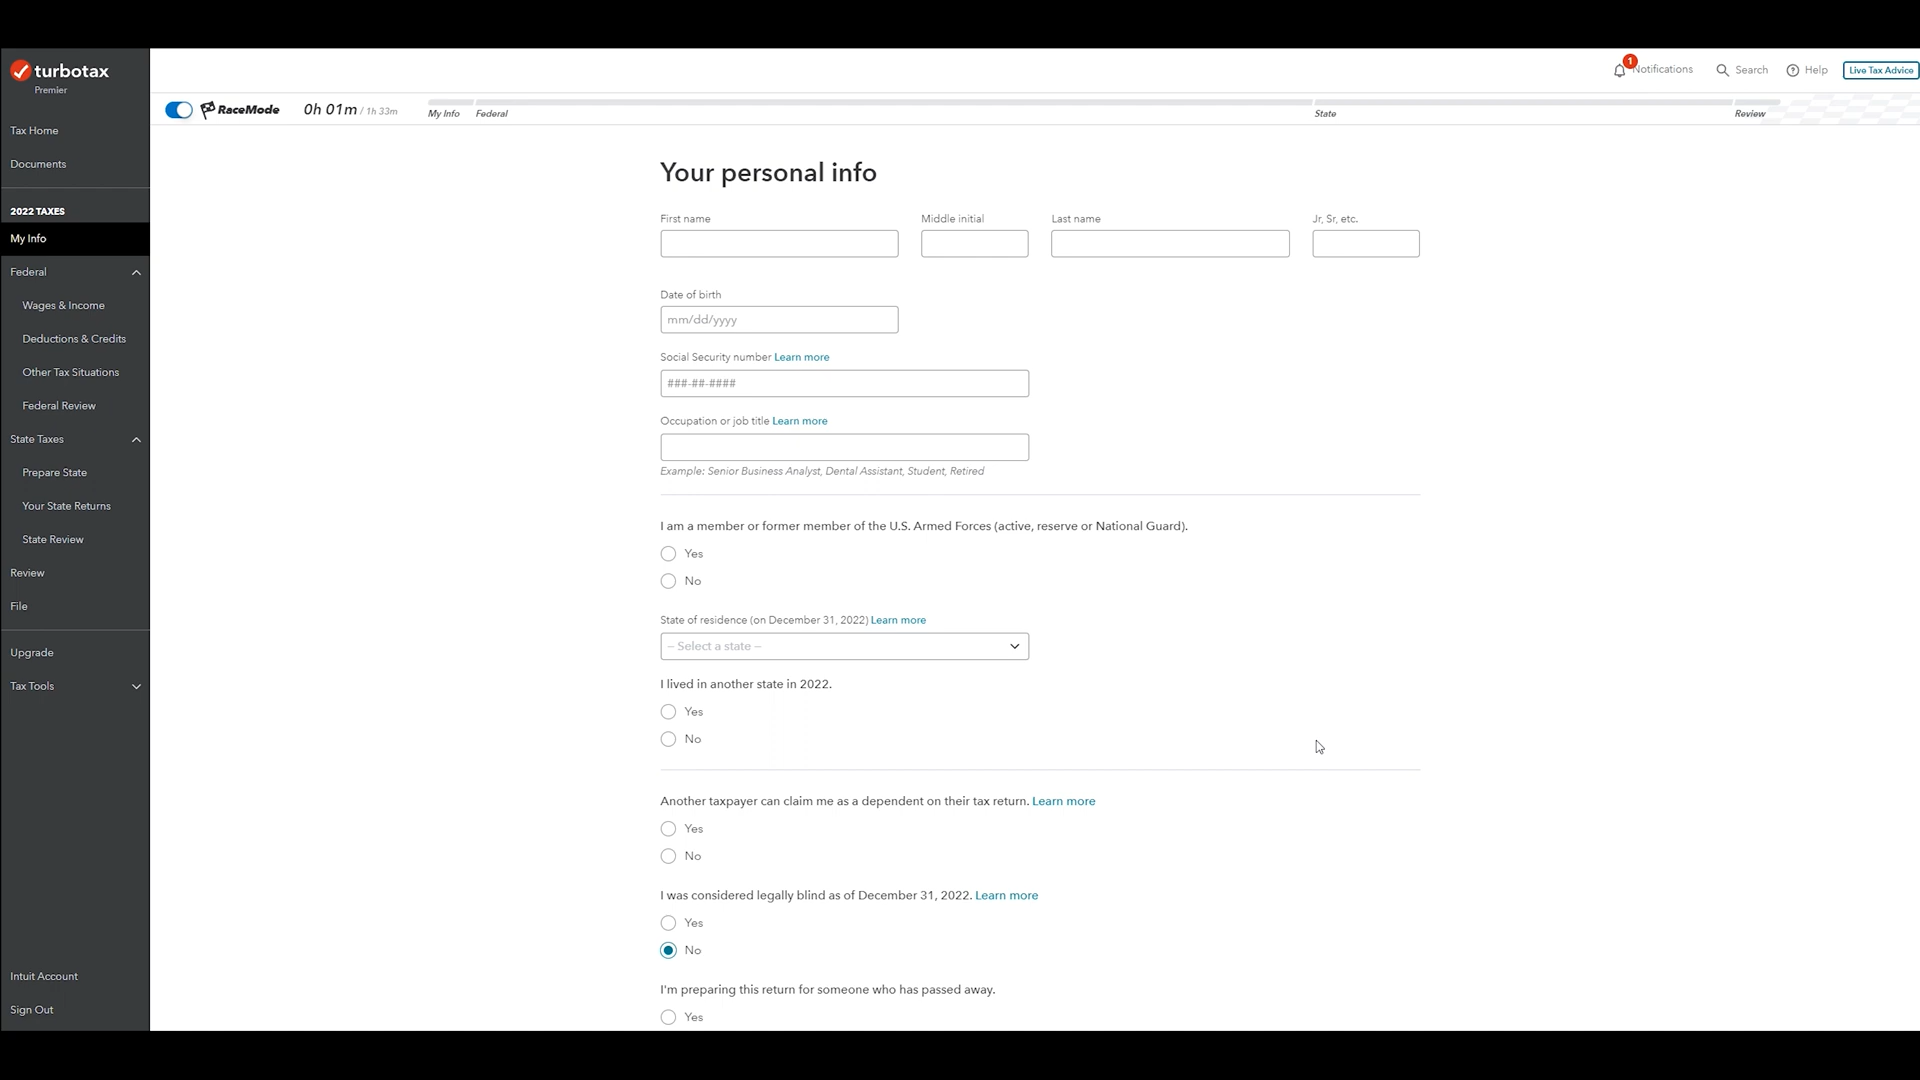 turbotax
Premier
Tax Home
Documents
2022 TAXES
My Info
Federal
Wages & Income
Deductions & Credits
Other Tax Situations
Federal Review
State Taxes
Prepare State
Your State Returns
State Review
Review
File
Upgrade
Tax Tools
Intuit Account
Sign Out
1
Notifications
Search
Help
Live Tax Advice
RaceMode
0h 01m / 1h 33m
My Info
Federal
State
Review
Your personal info
First name
Middle initial
Last name
Jr, Sr, etc.
Date of birth
mm/dd/yyyy
Social Security number Learn more
###-##-####
Occupation or job title Learn more
Example: Senior Business Analyst, Dental Assistant, Student, Retired
I am a member or former member of the U.S. Armed Forces (active, reserve or National Guard).
Yes
No
State of residence (on December 31, 2022) Learn more
– Select a state –
I lived in another state in 2022.
Yes
No
Another taxpayer can claim me as a dependent on their tax return. Learn more
Yes
No
I was considered legally blind as of December 31, 2022. Learn more
Yes
No
I'm preparing this return for someone who has passed away.
Yes